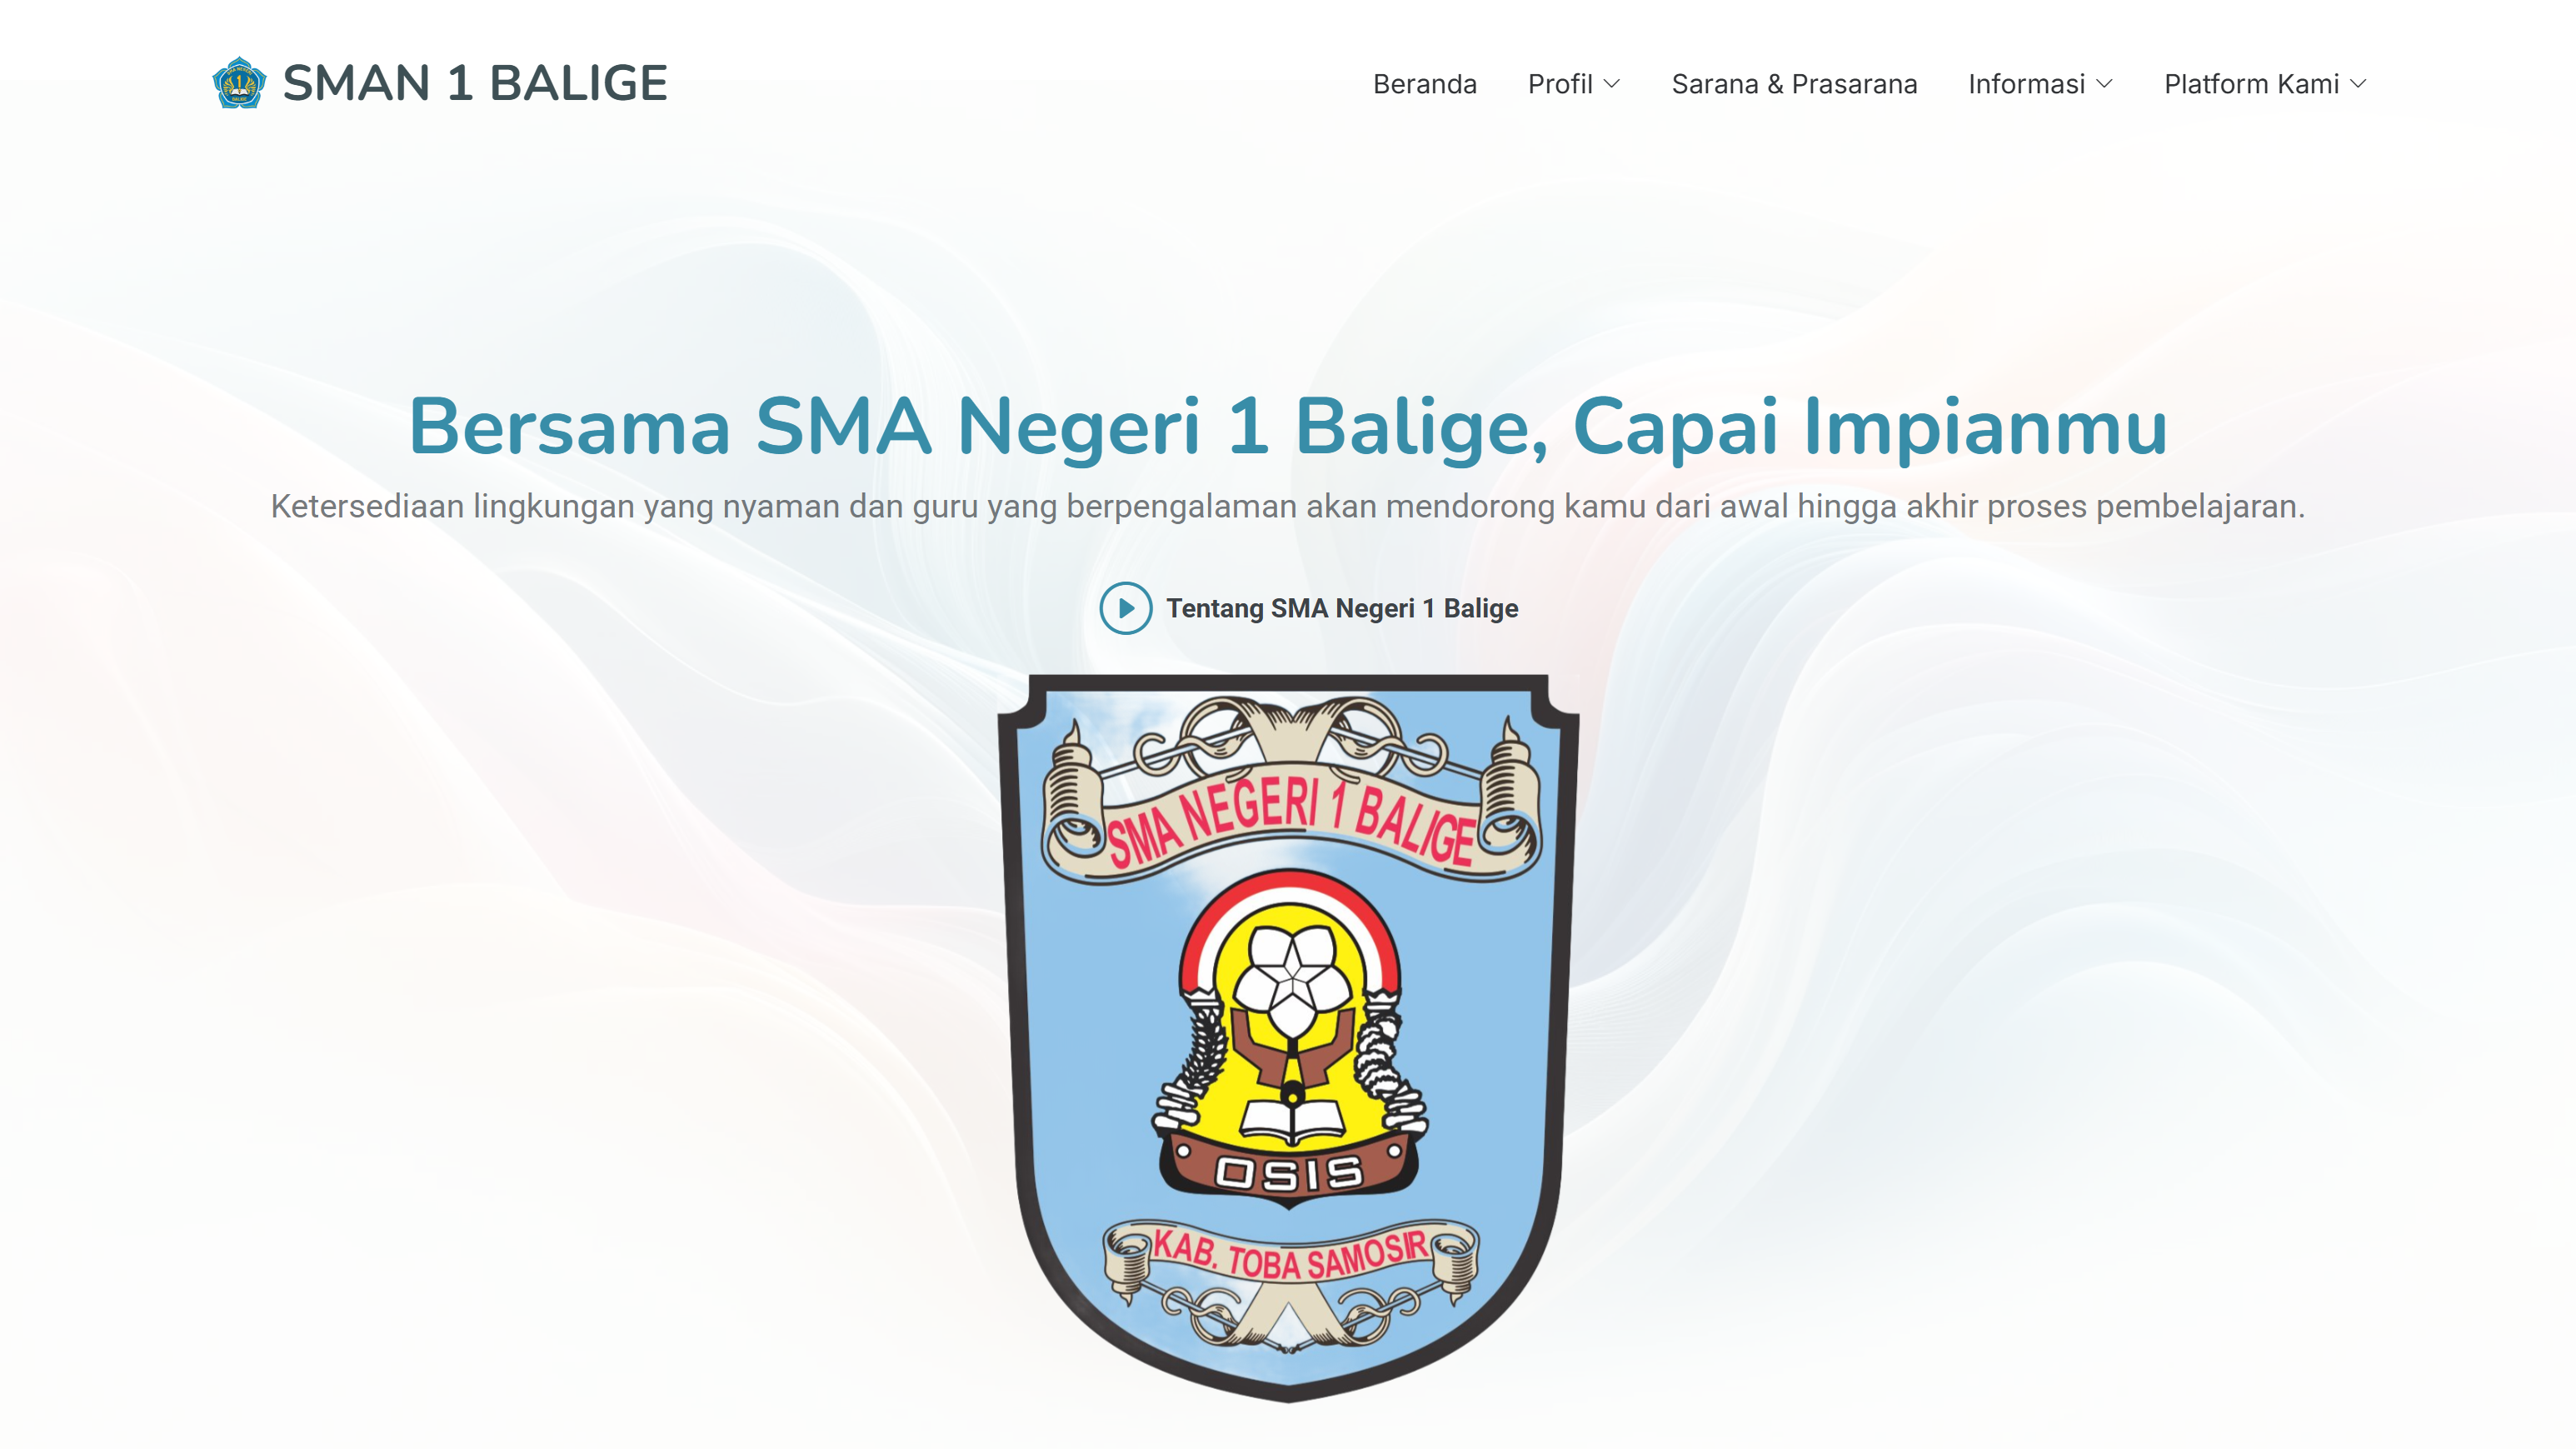 SMAN 1 BALIGE
Beranda
Profil
Sarana & Prasarana
Informasi
Platform Kami
Bersama SMA Negeri 1 Balige, Capai Impianmu
Ketersediaan lingkungan yang nyaman dan guru yang berpengalaman akan mendorong kamu dari awal hingga akhir proses pembelajaran.
Tentang SMA Negeri 1 Balige
SMA NEGERI 1 BALIGE
OSIS
KAB. TOBA SAMOSIR